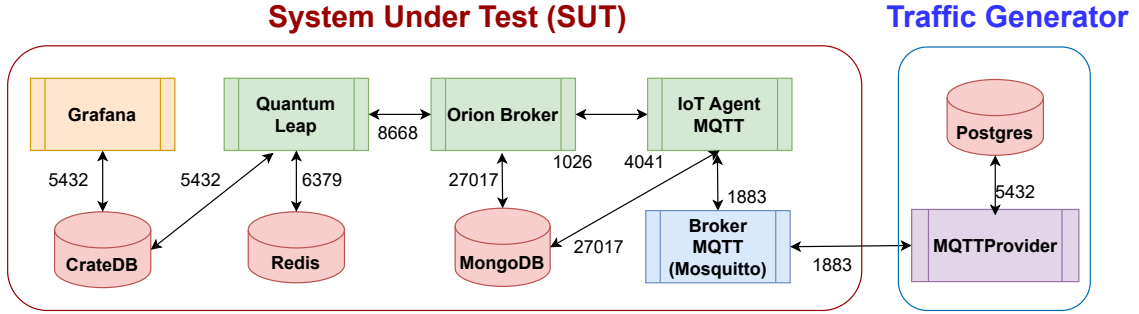 System Under Test (SUT)
Traffic Generator
Grafana
Quantum
Leap
8668
Orion Broker
1026
IoT Agent
MQTT
4041
Postgres
5432
5432
6379
27017
1883
5432
CrateDB
Redis
MongoDB
27017
Broker
MQTT
(Mosquitto)
1883
MQTTProvider